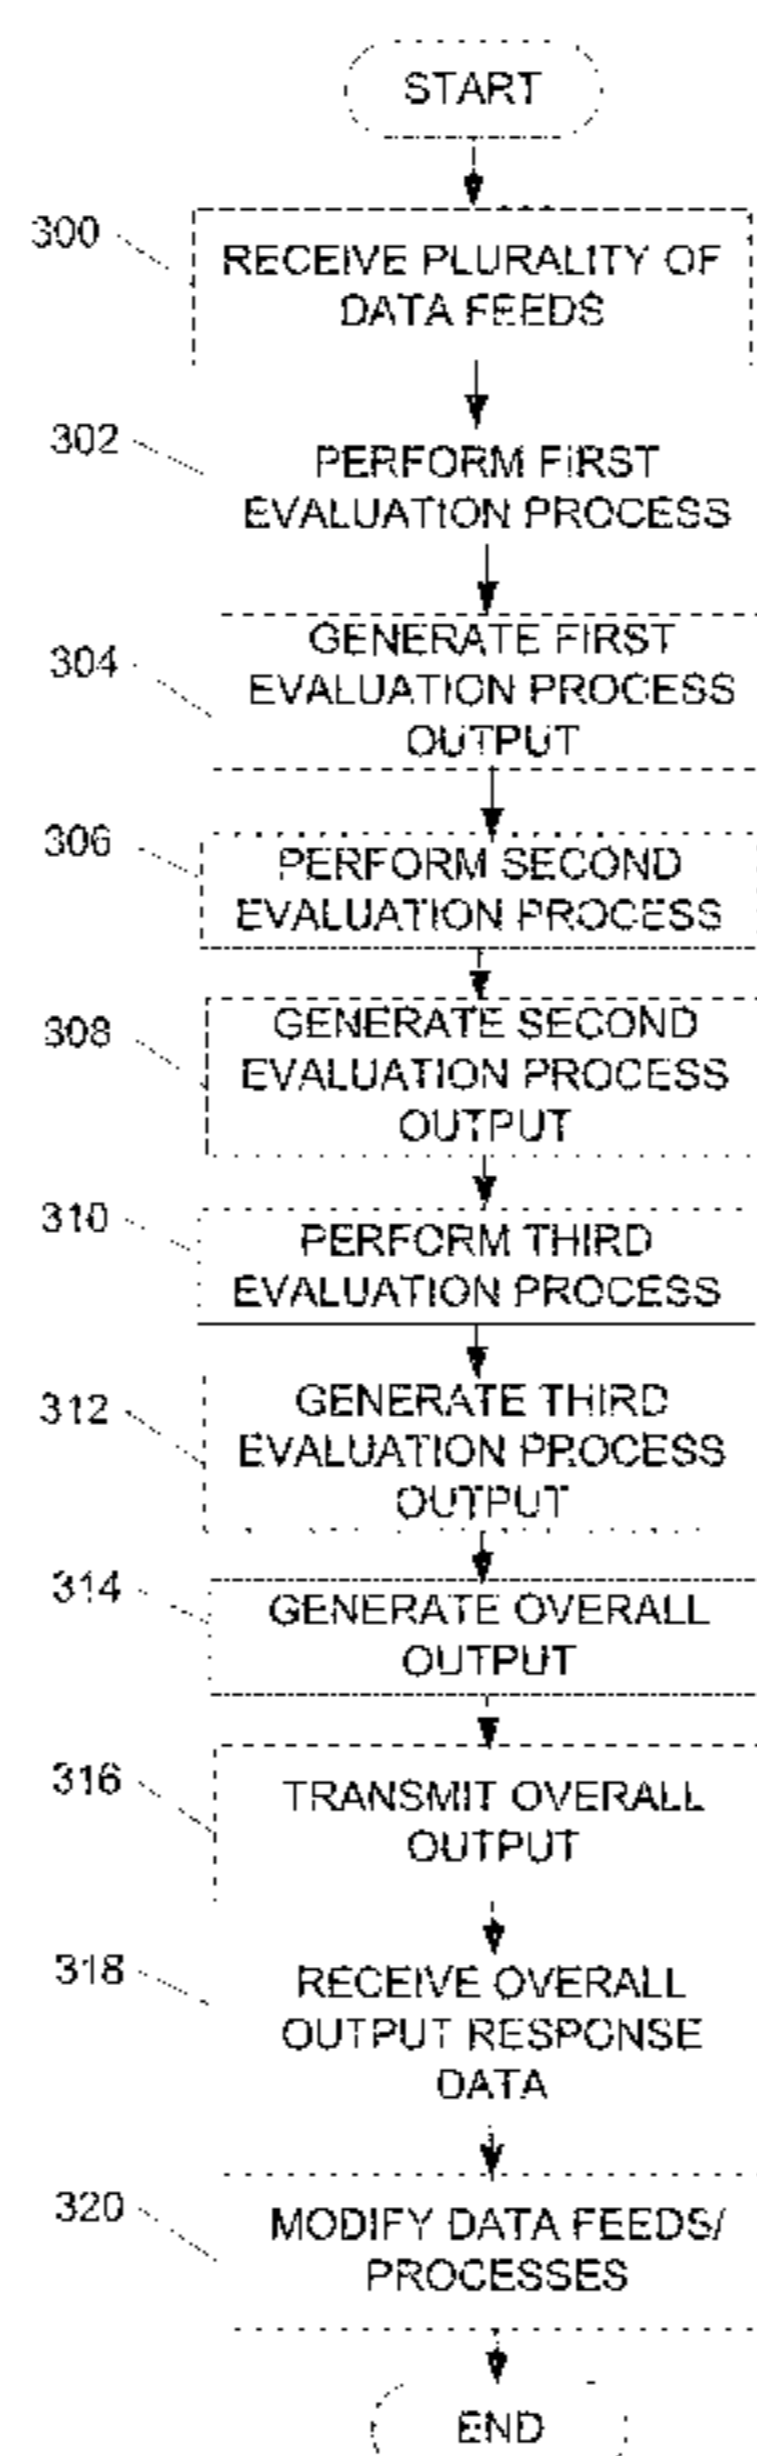 START
300
RECEIVE PLURALITY OF
DATA FEEDS
302
PERFORM FIRST
EVALUATION PROCESS
304
GENERATE FIRST
EVALUATION PROCESS
OUTPUT
306
PERFORM SECOND
EVALUATION PROCESS
308
GENERATE SECOND
EVALUATION PROCESS
OUTPUT
310
PERFORM THIRD
EVALUATION PROCESS
312
GENERATE THIRD
EVALUATION PROCESS
OUTPUT
314
GENERATE OVERALL
OUTPUT
316
TRANSMIT OVERALL
OUTPUT
318
RECEIVE OVERALL
OUTPUT RESPONSE
DATA
320
MODIFY DATA FEEDS/
PROCESSES
END